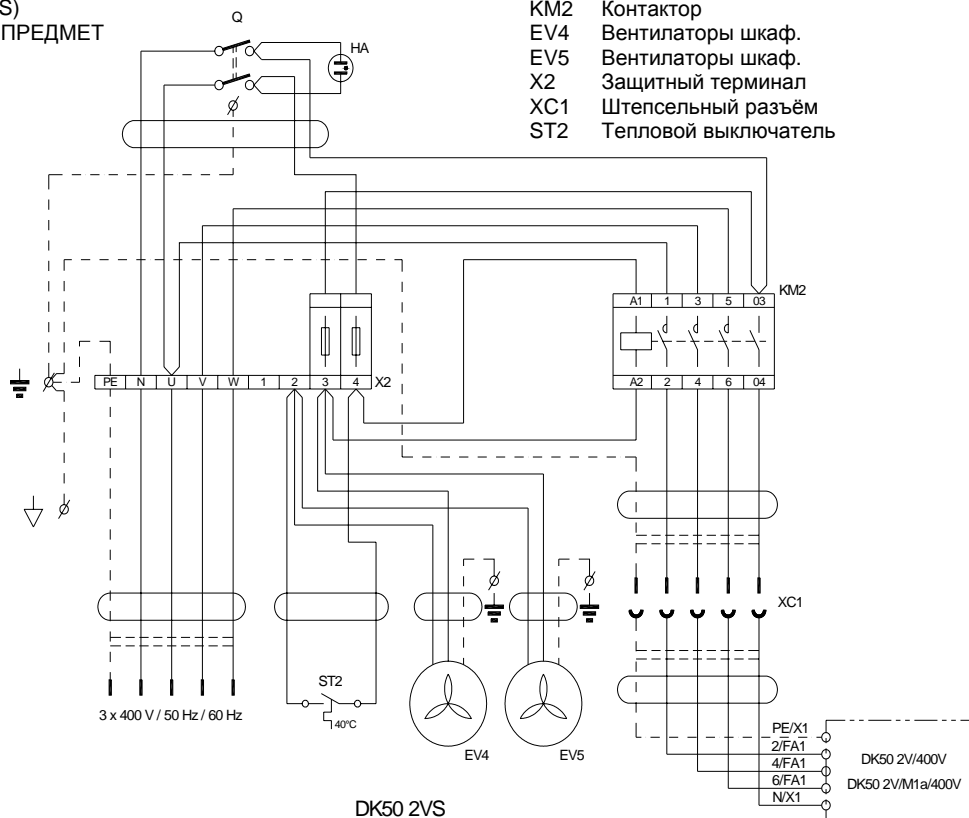 S)
ПРЕДМЕТ
KM2 Контактор
EV4 Вентиляторы шкаф.
EV5 Вентиляторы шкаф.
X2 Защитный терминал
XC1 Штепсельный разъём
ST2 Тепловой выключатель
Q
HA
KM2
A1 1 3 5 03
A2 2 4 6 04
PE N U V W 1 2 3 4 X2
XC1
ST2
40°C
3 x 400 V / 50 Hz / 60 Hz
EV4
EV5
PE/X1
2/FA1
4/FA1
6/FA1
N/X1
DK50 2V/400V
DK50 2V/M1a/400V
DK50 2VS